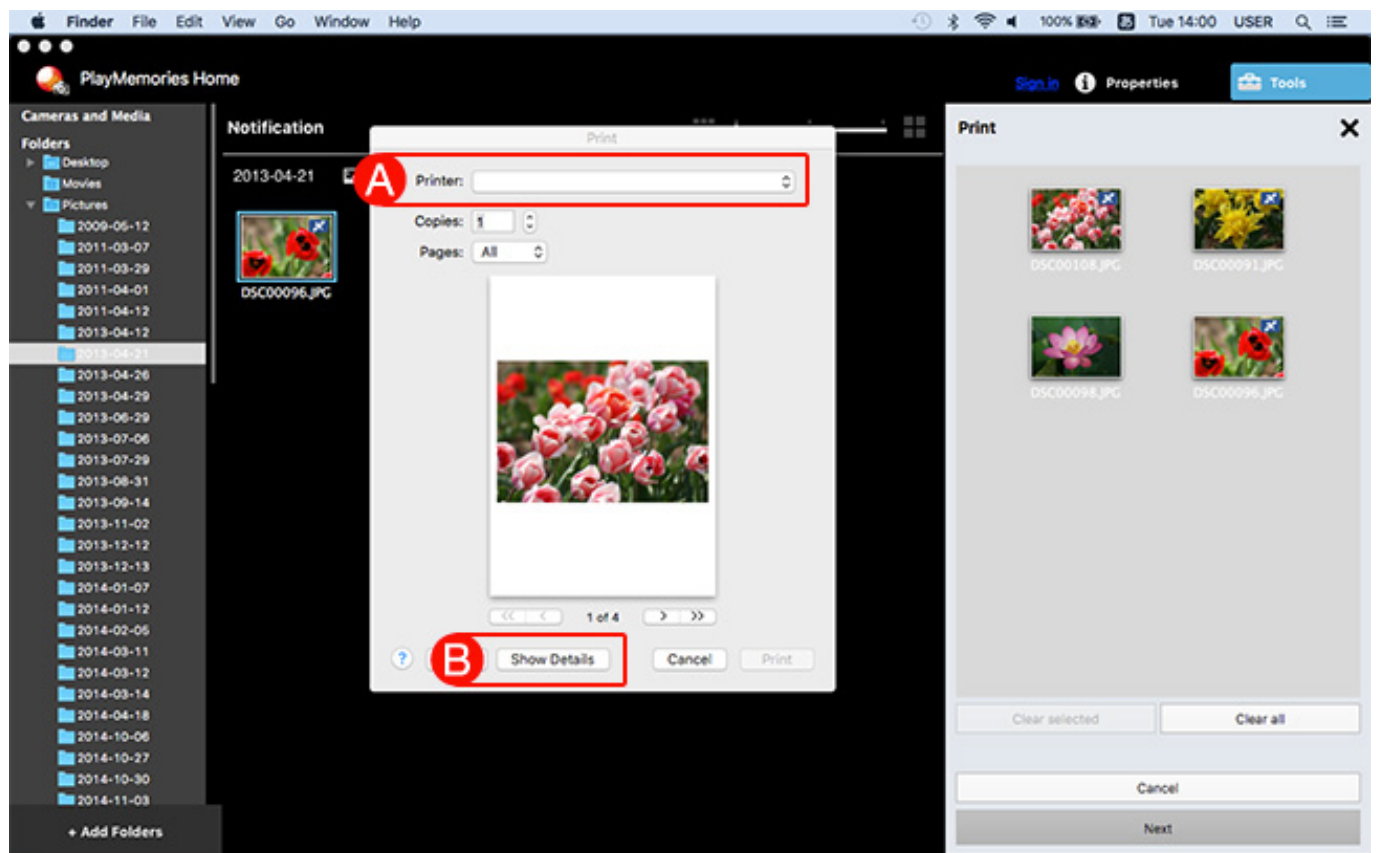 Finder File Edit View Go Window Help
100% Tue 14:00 USER
PlayMemories Home
Sign in Properties Tools
Cameras and Media
Folders
Desktop
Movies
Pictures
2009-05-12
2011-03-07
2011-03-29
2011-04-01
2011-04-12
2013-04-12
2013-04-21
2013-04-26
2013-04-29
2013-06-29
2013-07-06
2013-07-29
2013-08-31
2013-09-14
2013-11-02
2013-12-12
2013-12-13
2014-01-07
2014-01-12
2014-02-05
2014-03-11
2014-03-12
2014-03-14
2014-04-18
2014-10-06
2014-10-27
2014-10-30
2014-11-03
+ Add Folders
Notification
2013-04-21
DSC00096.JPG
Print
A
Printer:
Copies: 1
Pages: All
1 of 4
? B Show Details Cancel Print
Print
DSC00108.JPG DSC00091.JPG
DSC00098.JPG DSC00096.JPG
Clear selected Clear all
Cancel
Next